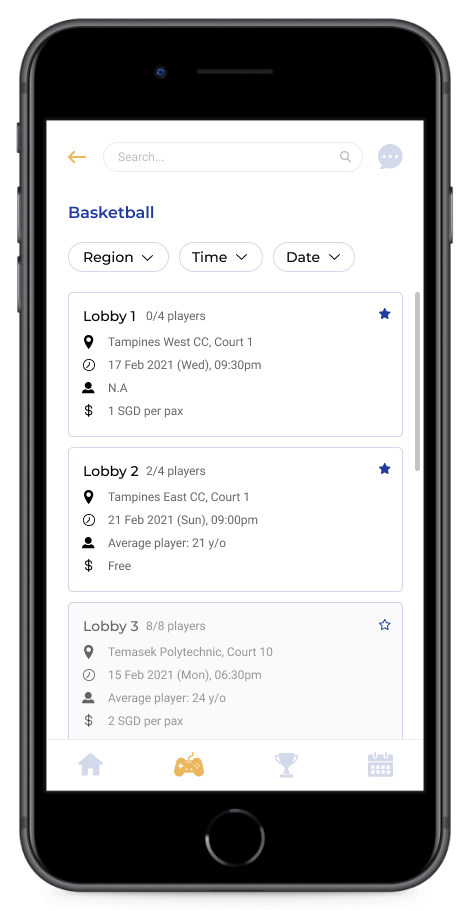 Search...
Basketball
Region Time Date
Lobby 1 0/4 players
Tampines West CC, Court 1
17 Feb 2021 (Wed), 09:30pm
N.A
$ 1 SGD per pax
Lobby 2 2/4 players
Tampines East CC, Court 1
21 Feb 2021 (Sun), 09:00pm
Average player: 21 y/o
$ Free
Lobby 3 8/8 players
Temasek Polytechnic, Court 10
15 Feb 2021 (Mon), 06:30pm
Average player: 24 y/o
$ 2 SGD per pax